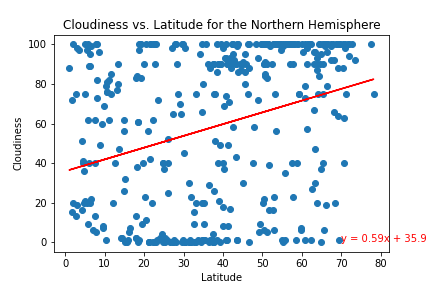 Cloudiness vs. Latitude for the Northern Hemisphere
100
80
60
40
20
0
Cloudiness
y = 0.59x + 35.9
0 10 20 30 40 50 60 70 80
Latitude